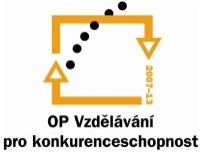 2007-13
OP Vzdělávání
pro konkurenceschopnost